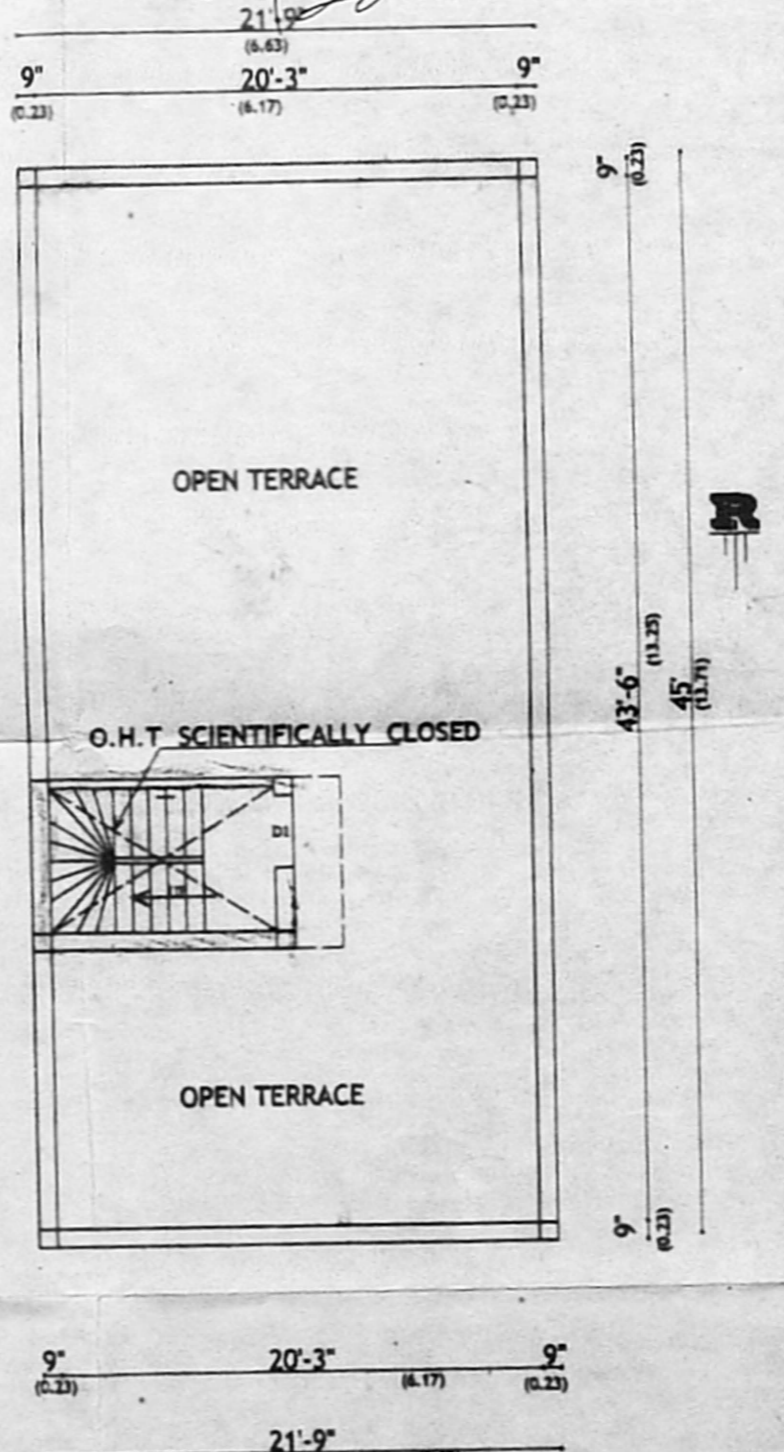 21'-9"
(6.63)
9" 20'-3" 9"
(0.23) (6.17) (0.23)
9"
(0.23)
OPEN TERRACE
R
43'-6"
(13.25)
45'
(13.71)
O.H.T SCIENTIFICALLY CLOSED
D1
OPEN TERRACE
9"
(0.23)
9" 20'-3" 9"
(0.23) (6.17) (0.23)
21'-9"